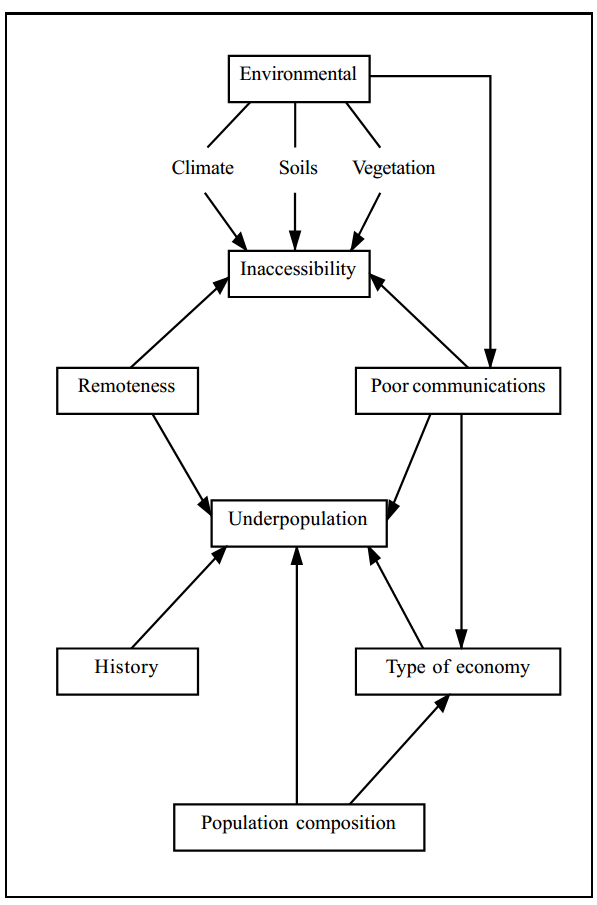 Environmental
Climate
Soils
Vegetation
Inaccessibility
Remoteness
Poor communications
Underpopulation
History
Type of economy
Population composition